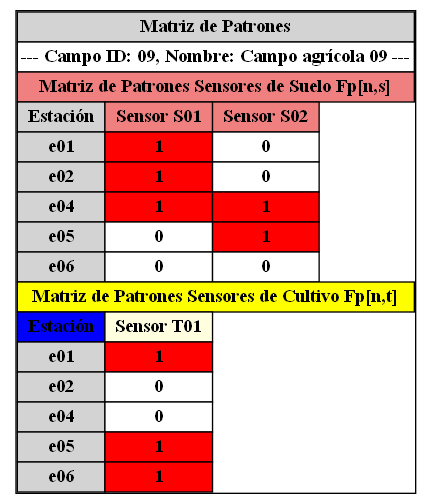 Matriz de Patrones
--- Campo ID: 09, Nombre: Campo agrícola 09 ---
Matriz de Patrones Sensores de Suelo Fp[n,s]
Estación Sensor S01 Sensor S02
e01 1 0
e02 1 0
e04 1 1
e05 0 1
e06 0 0
Matriz de Patrones Sensores de Cultivo Fp[n,t]
Estación Sensor T01
e01 1
e02 0
e04 0
e05 1
e06 1